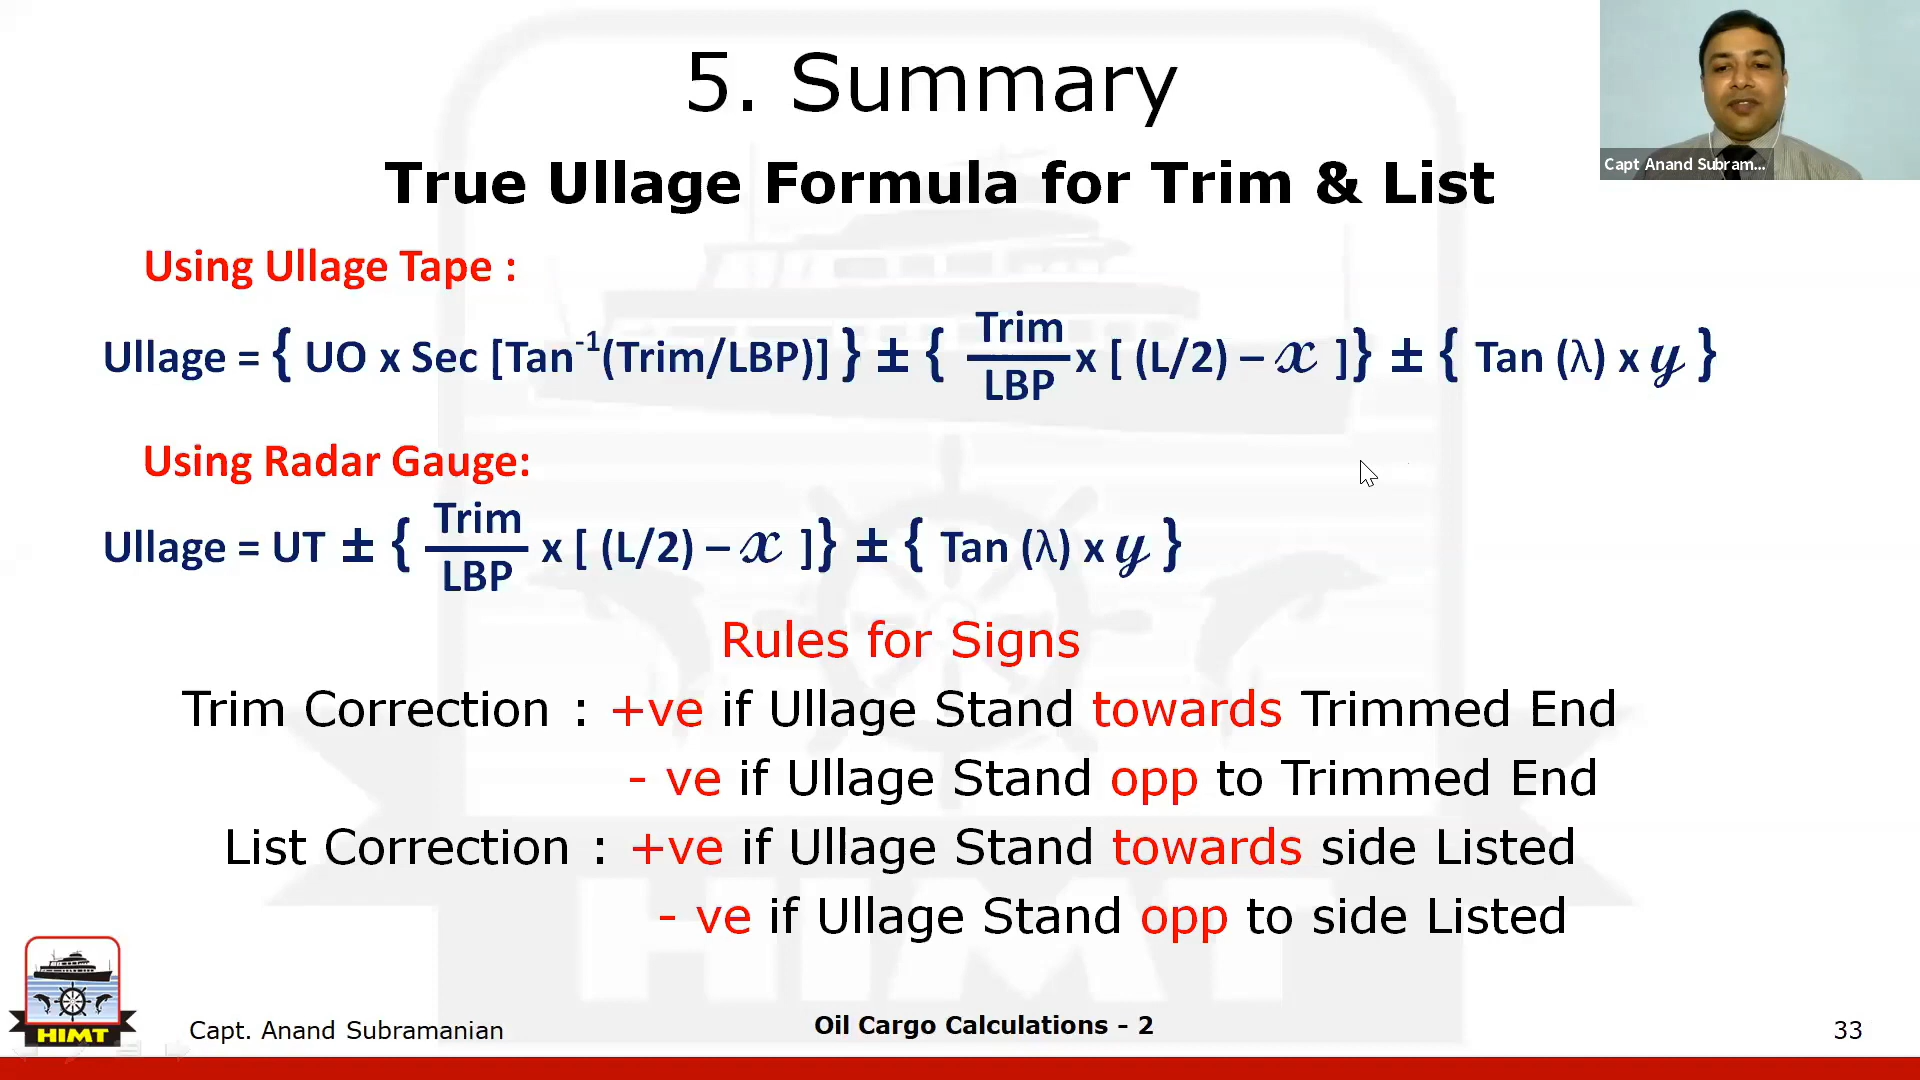 5. Summary
Capt Anand Subram...
True Ullage Formula for Trim & List
Using Ullage Tape :
Ullage = { UO x Sec [Tan⁻¹(Trim/LBP)] } ± { Trim/LBP x [ (L/2) – 𝓍 ]} ± { Tan (λ) x 𝓎 }
Using Radar Gauge:
Ullage = UT ± { Trim/LBP x [ (L/2) – 𝓍 ]} ± { Tan (λ) x 𝓎 }
Rules for Signs
Trim Correction : +ve if Ullage Stand towards Trimmed End
- ve if Ullage Stand opp to Trimmed End
List Correction : +ve if Ullage Stand towards side Listed
- ve if Ullage Stand opp to side Listed
HIMT
HIMT
Capt. Anand Subramanian
Oil Cargo Calculations - 2
33